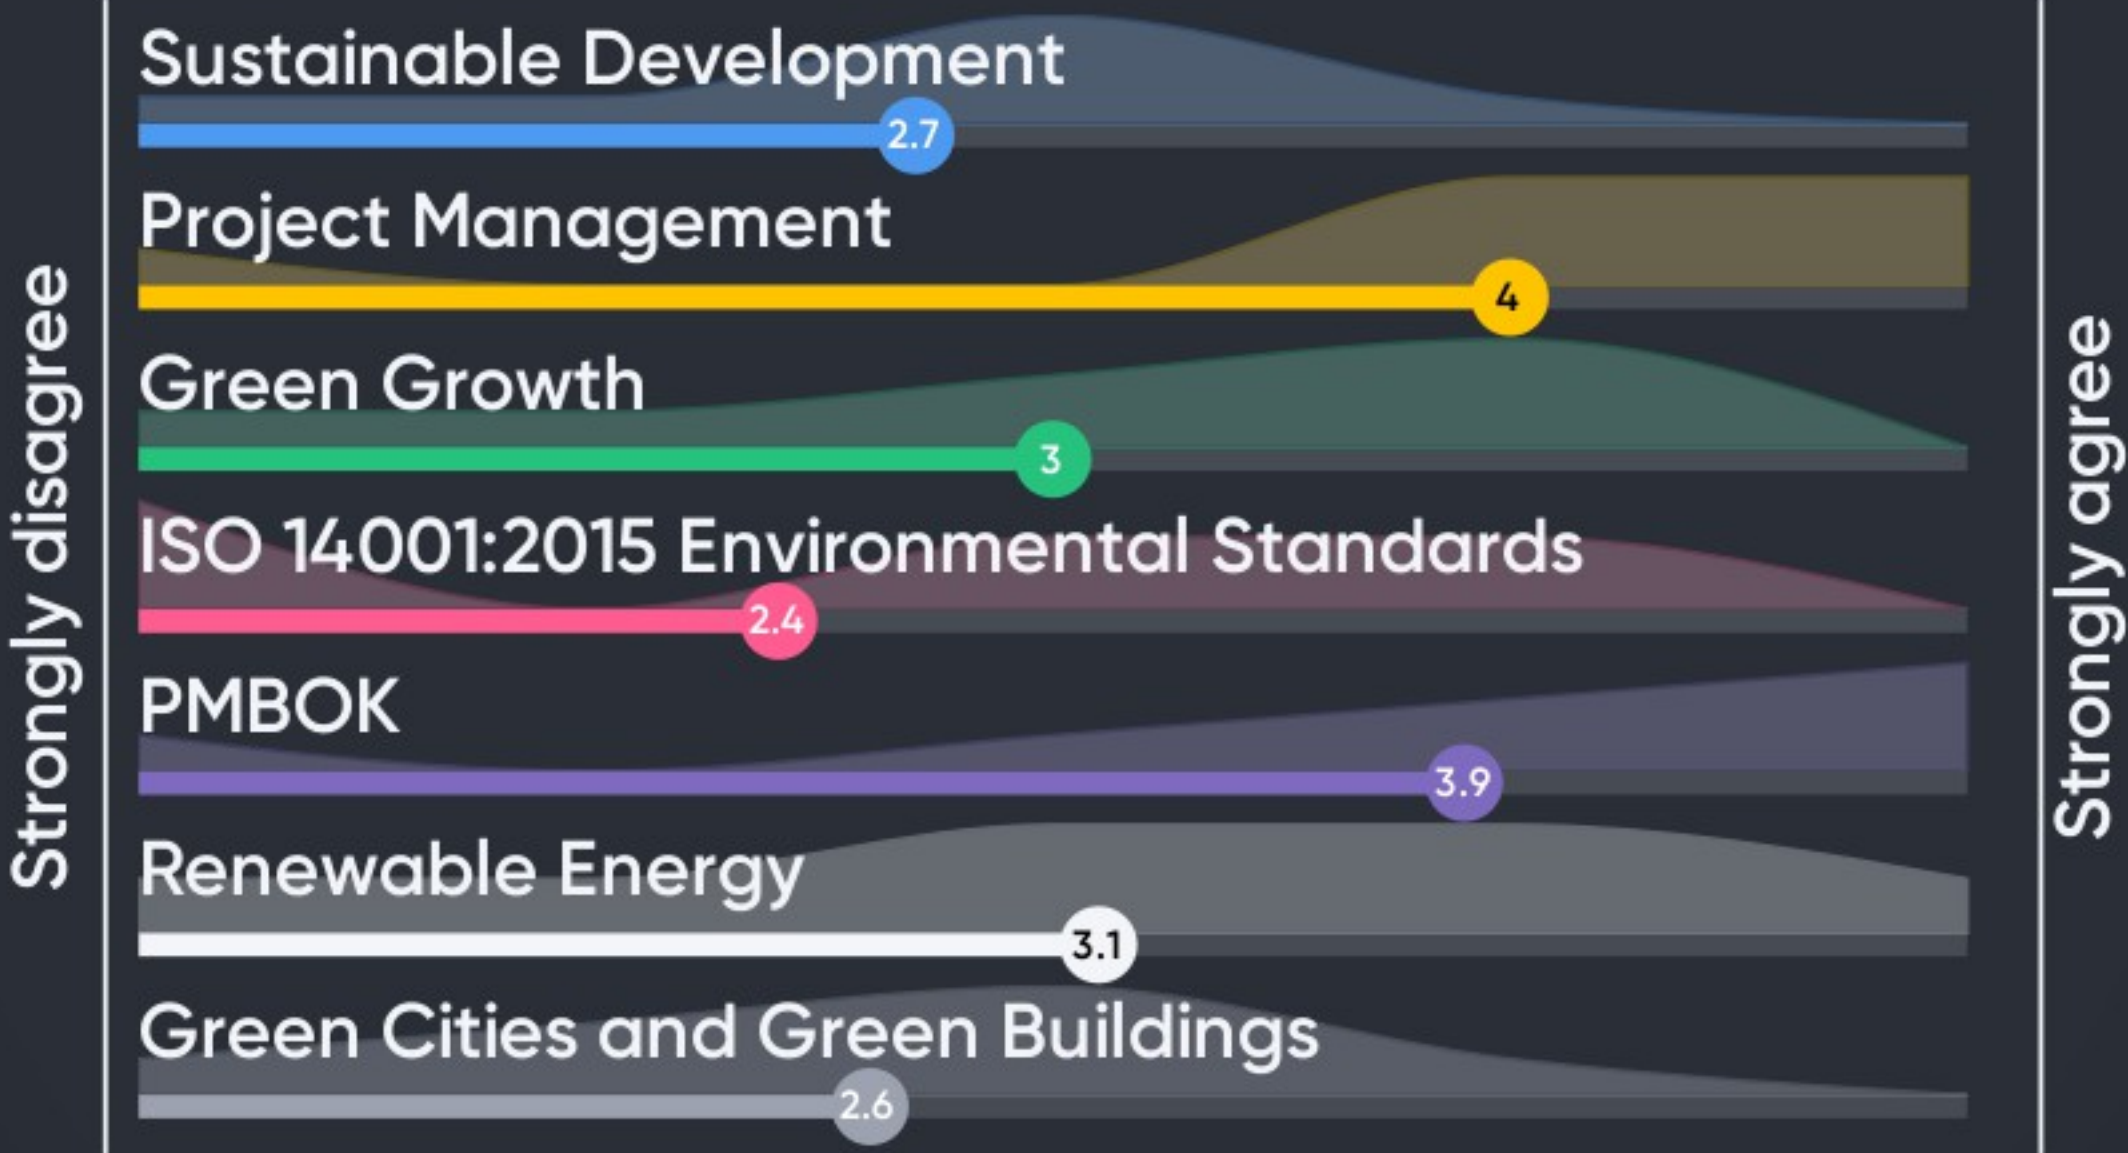 Strongly disagree
Sustainable Development
2.7
Project Management
4
Green Growth
3
ISO 14001:2015 Environmental Standards
2.4
PMBOK
3.9
Renewable Energy
3.1
Green Cities and Green Buildings
2.6
Strongly agree